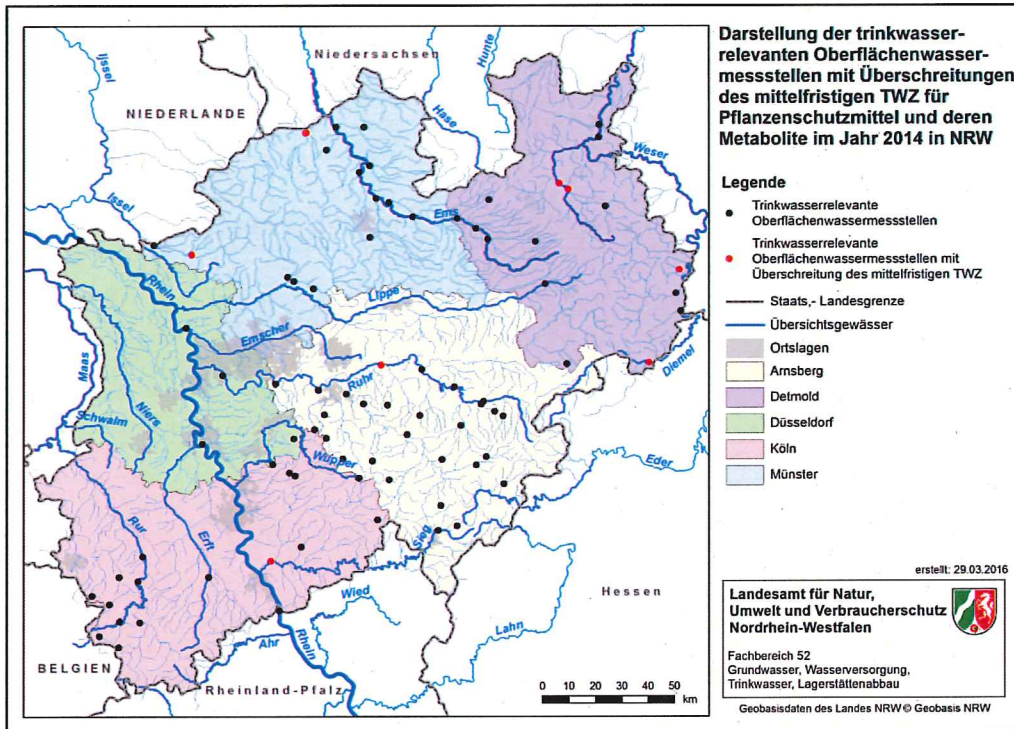 Darstellung der trinkwasser-
relevanten Oberflächenwasser-
messstellen mit Überschreitungen
des mittelfristigen TWZ für
Pflanzenschutzmittel und deren
Metabolite im Jahr 2014 in NRW
Legende
Trinkwasserrelevante
Oberflächenwassermessstellen
Trinkwasserrelevante
Oberflächenwassermessstellen mit
Überschreitung des mittelfristigen TWZ
Staats,- Landesgrenze
Übersichtsgewässer
Ortslagen
Arnsberg
Detmold
Düsseldorf
Köln
Münster
erstellt: 29.03.2016
Landesamt für Natur,
Umwelt und Verbraucherschutz
Nordrhein-Westfalen
Fachbereich 52
Grundwasser, Wasserversorgung,
Trinkwasser, Lagerstättenabbau
Geobasisdaten des Landes NRW © Geobasis NRW
Ijssel
Niedersachsen
Hunte
NIEDERLANDE
Hase
Weser
Issel
Ems
Rhein
Lippe
Emscher
Maas
Ruhr
Diemel
Niers
Schwalm
Wupper
Eder
Rur
Erft
Sieg
Hessen
Wied
Lahn
Ahr
Rhein
BELGIEN
Rheinland-Pfalz
0 10 20 30 40 50
km